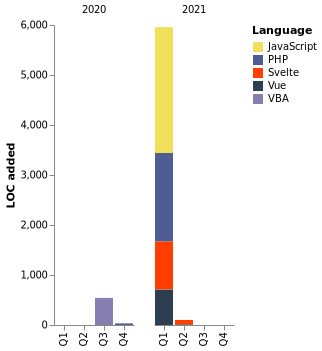 2020 2021
Language
JavaScript
PHP
Svelte
Vue
VBA
LOC added
6,000
5,000
4,000
3,000
2,000
1,000
0
Q1 Q2 Q3 Q4 Q1 Q2 Q3 Q4